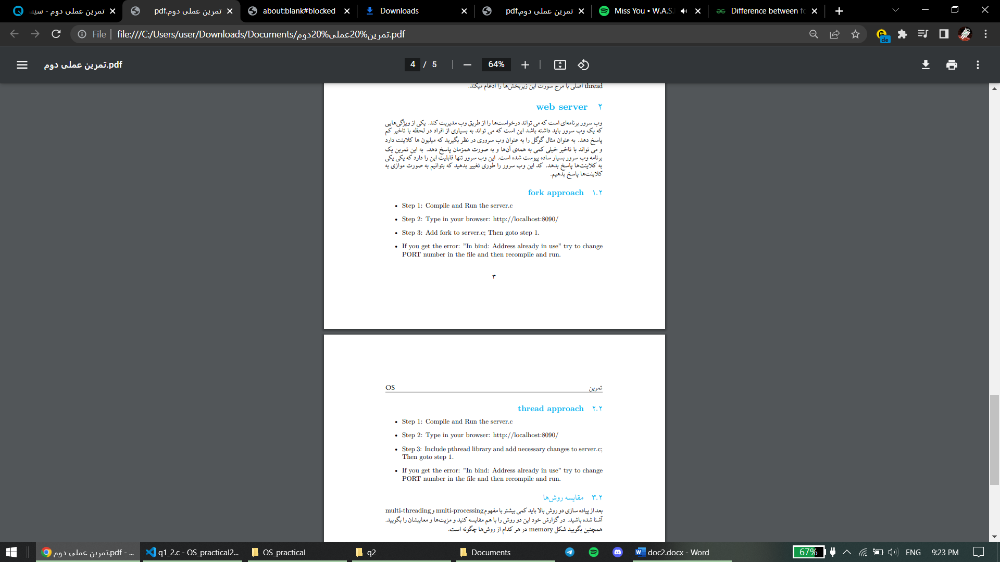 تمرین عملی دوم - سیس
تمرین عملی دوم.pdf
about:blank#blocked
Downloads
تمرین عملی دوم.pdf
Miss You • W.A.S.
Difference between fo
File
file:///C:/Users/user/Downloads/Documents/تمرین%20عملی%20دوم.pdf
de
تمرین عملی دوم.pdf
4 / 5
64%
thread اصلی با مرج سورت این زیربخش‌ها را ادغام میکند.
۲ web server
وب سرور برنامه‌ای است که می تواند درخواست‌ها را از طریق وب مدیریت کند. یکی از ویژگی‌هایی
که یک وب سرور باید داشته باشد این است که می تواند به بسیاری از افراد در لحظه با تاخیر کم
پاسخ دهد. به عنوان مثال گوگل را به عنوان وب سروری در نظر بگیرید که میلیون ها کلاینت دارد
و می تواند با تاخیر خیلی کمی به همه‌ی آن‌ها و به صورت همزمان پاسخ دهد. به این تمرین یک
برنامه وب سرور بسیار ساده پیوست شده است. این وب سرور تنها قابلیت این را دارد که یکی یکی
به کلاینت‌ها پاسخ بدهد. کد این وب سرور را طوری تغییر بدهید که بتوانیم به صورت موازی به
کلاینت‌ها پاسخ بدهیم.
۱.۲ fork approach
• Step 1: Compile and Run the server.c
• Step 2: Type in your browser: http://localhost:8090/
• Step 3: Add fork to server.c; Then goto step 1.
• If you get the error: ”In bind: Address already in use” try to change
PORT number in the file and then recompile and run.
۳
OS
تمرین
۲.۲ thread approach
• Step 1: Compile and Run the server.c
• Step 2: Type in your browser: http://localhost:8090/
• Step 3: Include pthread library and add necessary changes to server.c;
Then goto step 1.
• If you get the error: ”In bind: Address already in use” try to change
PORT number in the file and then recompile and run.
۳.۲ مقایسه روش‌ها
بعد از پیاده سازی دو روش بالا باید کمی بیشتر با مفهوم multi-processing و multi-threading
آشنا شده باشید. در گزارش خود این دو روش را با هم مقایسه کنید و مزیت‌ها و معایبشان را بگویید.
همچنین بگویید شکل memory در هر کدام از روش‌ها چگونه است.
تمرین عملی دوم.pdf - ...
q1_2.c - OS_practical2...
OS_practical
q2
Documents
doc2.docx - Word
67%
ENG
9:23 PM